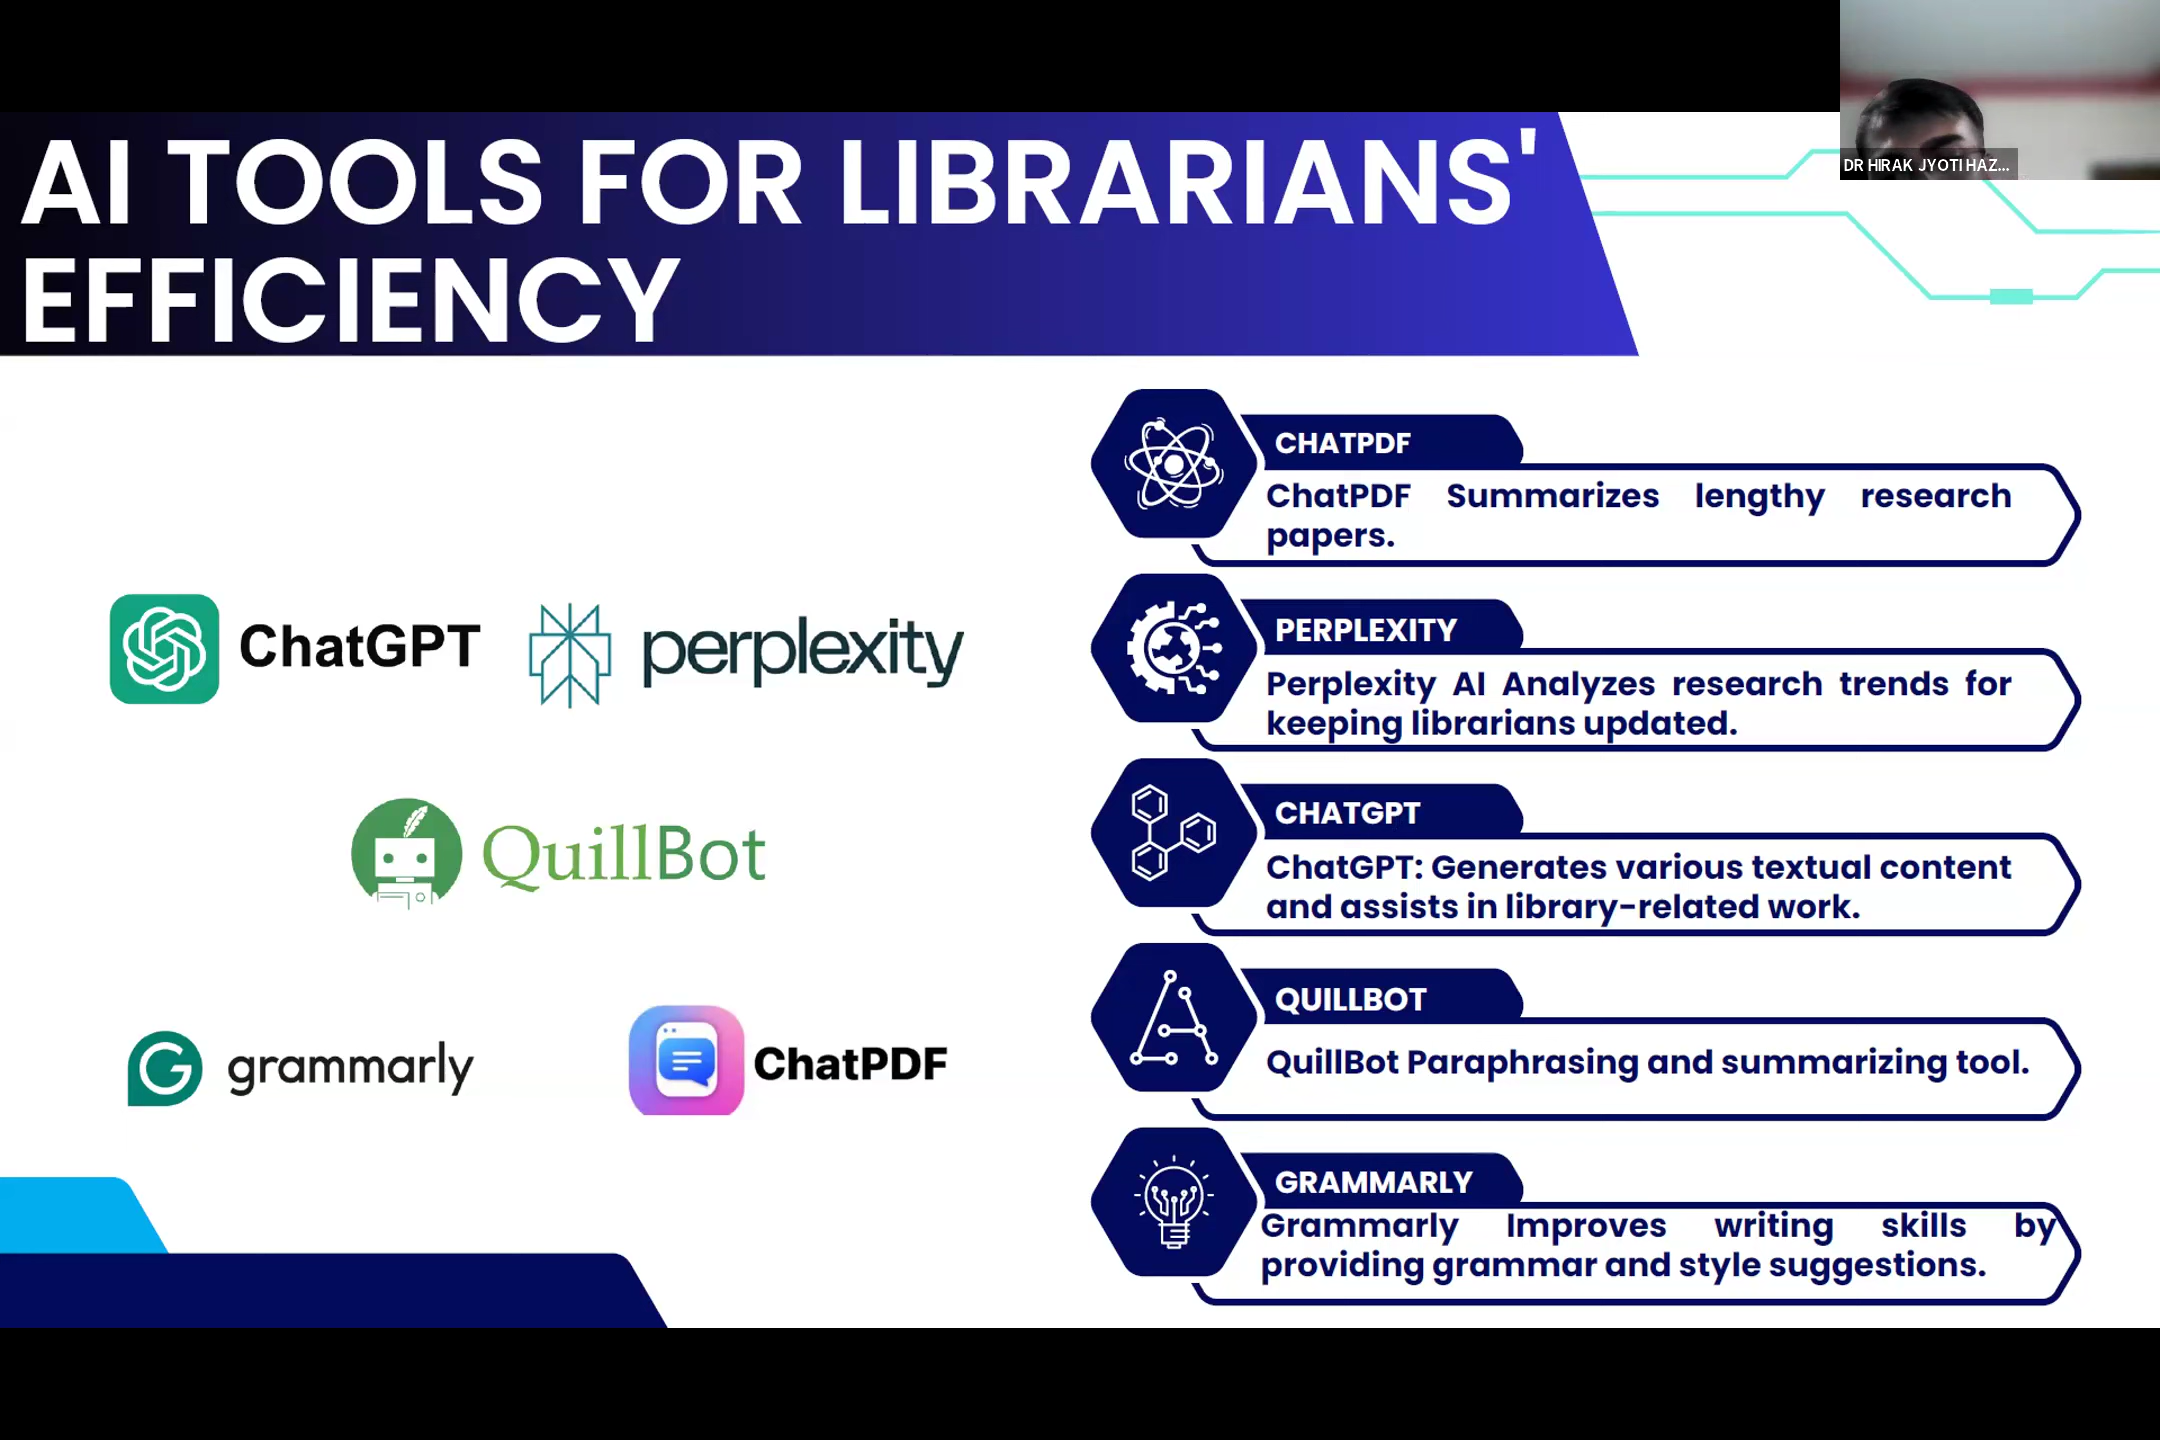 DR HIRAK JYOTI HAZ...
AI TOOLS FOR LIBRARIANS'
EFFICIENCY
ChatGPT
perplexity
QuillBot
grammarly
ChatPDF
CHATPDF
ChatPDF Summarizes lengthy research
papers.
PERPLEXITY
Perplexity AI Analyzes research trends for
keeping librarians updated.
CHATGPT
ChatGPT: Generates various textual content
and assists in library-related work.
QUILLBOT
QuillBot Paraphrasing and summarizing tool.
GRAMMARLY
Grammarly Improves writing skills by
providing grammar and style suggestions.